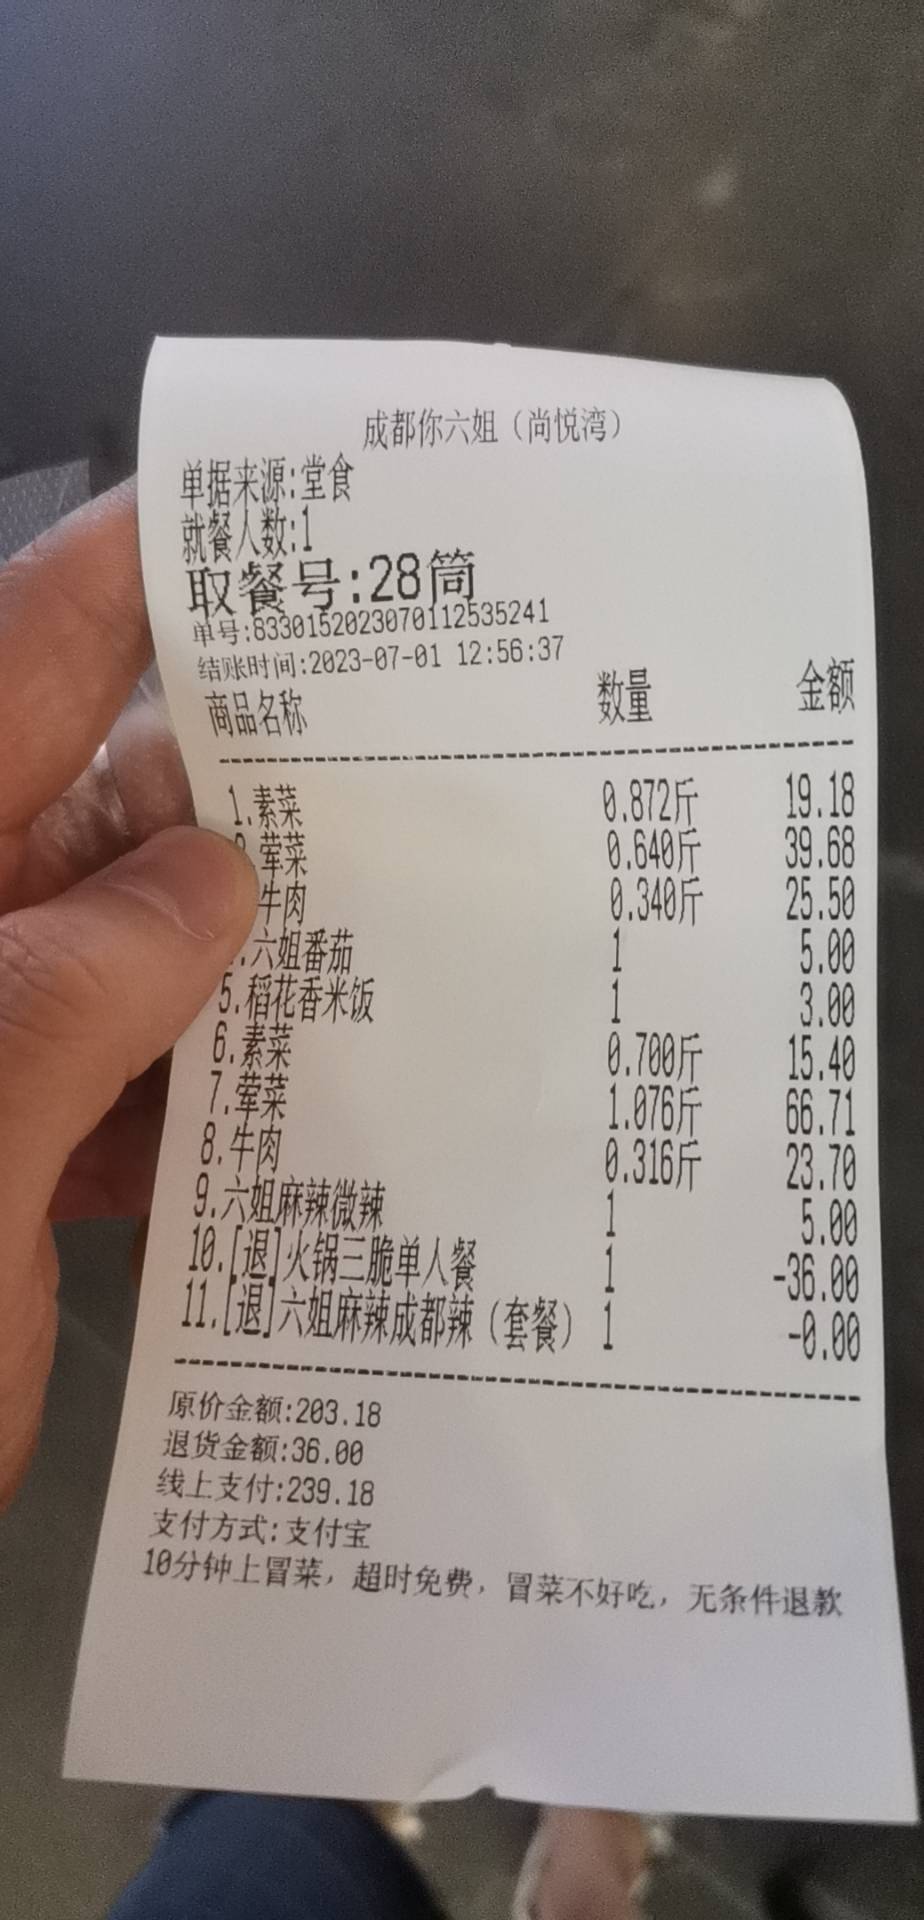 成都你六姐（尚悦湾）
单据来源:堂食
就餐人数:1
取餐号:28筒
单号:83301520230701125​35241
结账时间:2023-07-01 12:56:37
商品名称 数量 金额
1.素菜 0.872斤 19.18
荤菜 0.640斤 39.68
牛肉 0.340斤 25.50
.六姐番茄 1 5.00
5.稻花香米饭 1 3.00
6.素菜 0.700斤 15.40
7.荤菜 1.076斤 66.71
8.牛肉 0.316斤 23.70
9.六姐麻辣微辣 1 5.00
10.[退]火锅三脆单人餐 1 -36.00
11.[退]六姐麻辣成都辣（套餐） 1 -0.00
原价金额:203.18
退货金额:36.00
线上支付:239.18
支付方式:支付宝
10分钟上冒菜，超时免费，冒菜不好吃，无条件退款